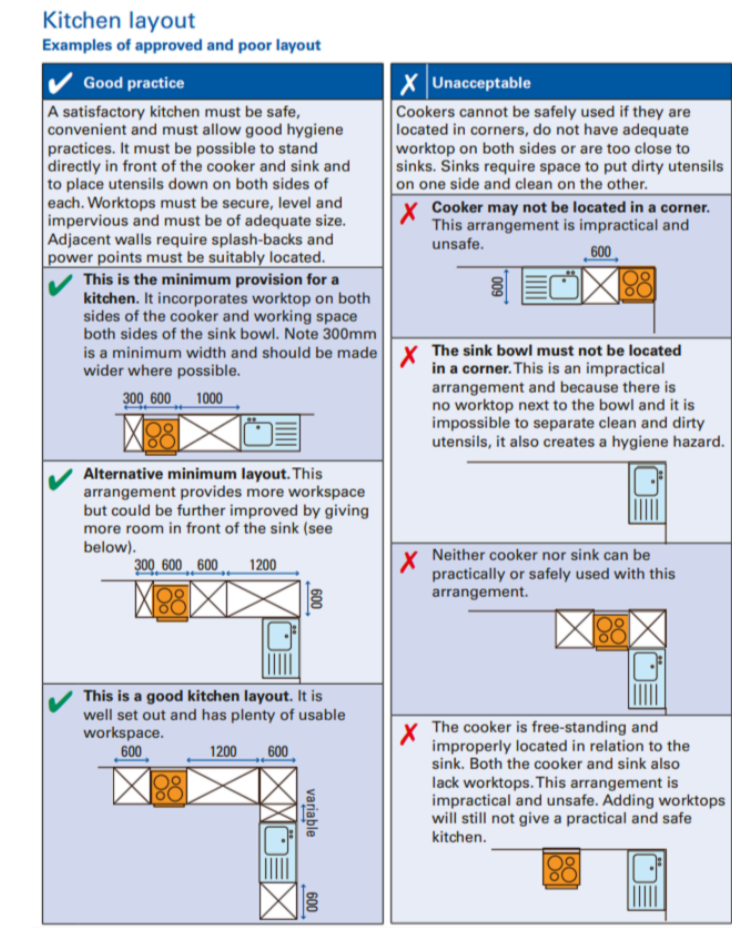 Kitchen layout
Examples of approved and poor layout
Good practice
A satisfactory kitchen must be safe,
convenient and must allow good hygiene
practices. It must be possible to stand
directly in front of the cooker and sink and
to place utensils down on both sides of
each. Worktops must be secure, level and
impervious and must be of adequate size.
Adjacent walls require splash-backs and
power points must be suitably located.
This is the minimum provision for a
kitchen. It incorporates worktop on both
sides of the cooker and working space
both sides of the sink bowl. Note 300mm
is a minimum width and should be made
wider where possible.
300 600 1000
Alternative minimum layout. This
arrangement provides more workspace
but could be further improved by giving
more room in front of the sink (see
below).
300 600 600 1200
600
This is a good kitchen layout. It is
well set out and has plenty of usable
workspace.
600 1200 600
variable
600
Unacceptable
Cookers cannot be safely used if they are
located in corners, do not have adequate
worktop on both sides or are too close to
sinks. Sinks require space to put dirty utensils
on one side and clean on the other.
Cooker may not be located in a corner.
This arrangement is impractical and
unsafe.
600
600
The sink bowl must not be located
in a corner. This is an impractical
arrangement and because there is
no worktop next to the bowl and it is
impossible to separate clean and dirty
utensils, it also creates a hygiene hazard.
Neither cooker nor sink can be
practically or safely used with this
arrangement.
The cooker is free-standing and
improperly located in relation to the
sink. Both the cooker and sink also
lack worktops. This arrangement is
impractical and unsafe. Adding worktops
will still not give a practical and safe
kitchen.